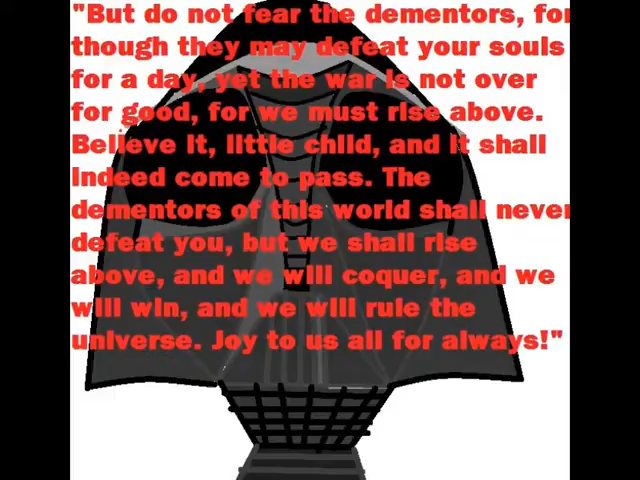 "But do not fear the dementors, for
though they may defeat your souls
for a day, yet the war is not over
for good, for we must rise above.
Believe it, little child, and it shall
indeed come to pass. The
dementors of this world shall never
defeat you, but we shall rise
above, and we will coquer, and we
will win, and we will rule the
universe. Joy to us all for always!"